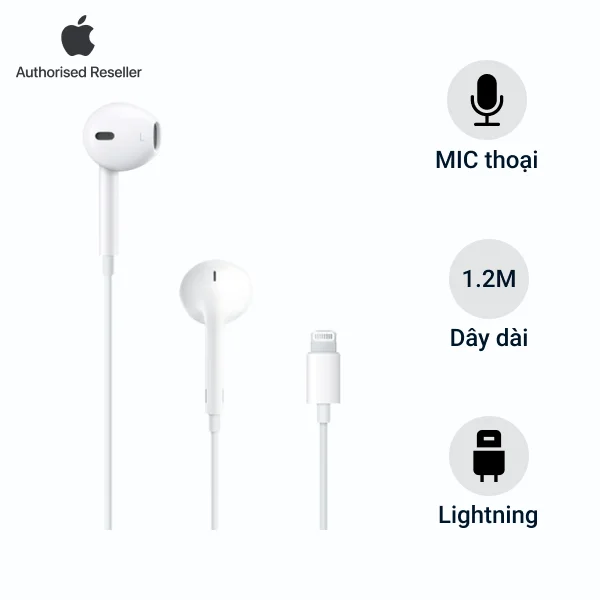 Authorised Reseller
L
MIC thoại
1.2M
Dây dài
Lightning